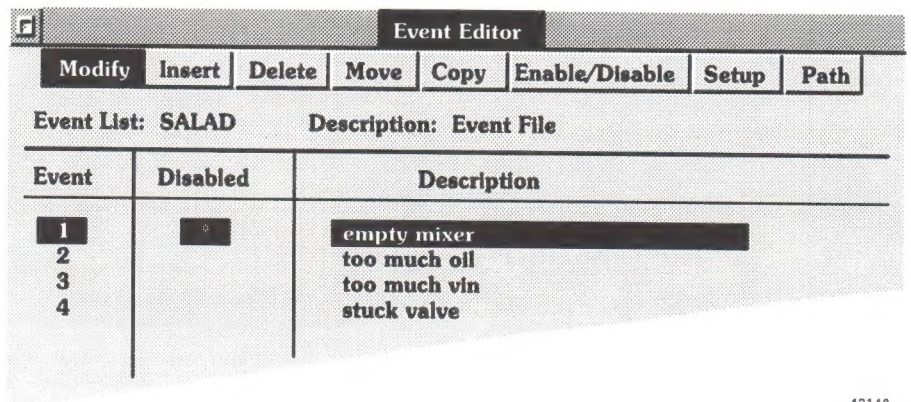 Event Editor
Modify Insert Delete Move Copy Enable/Disable Setup Path
Event List: SALAD Description: Event File
Event Disabled Description
1 * empty mixer
2 too much oil
3 too much vin
4 stuck valve